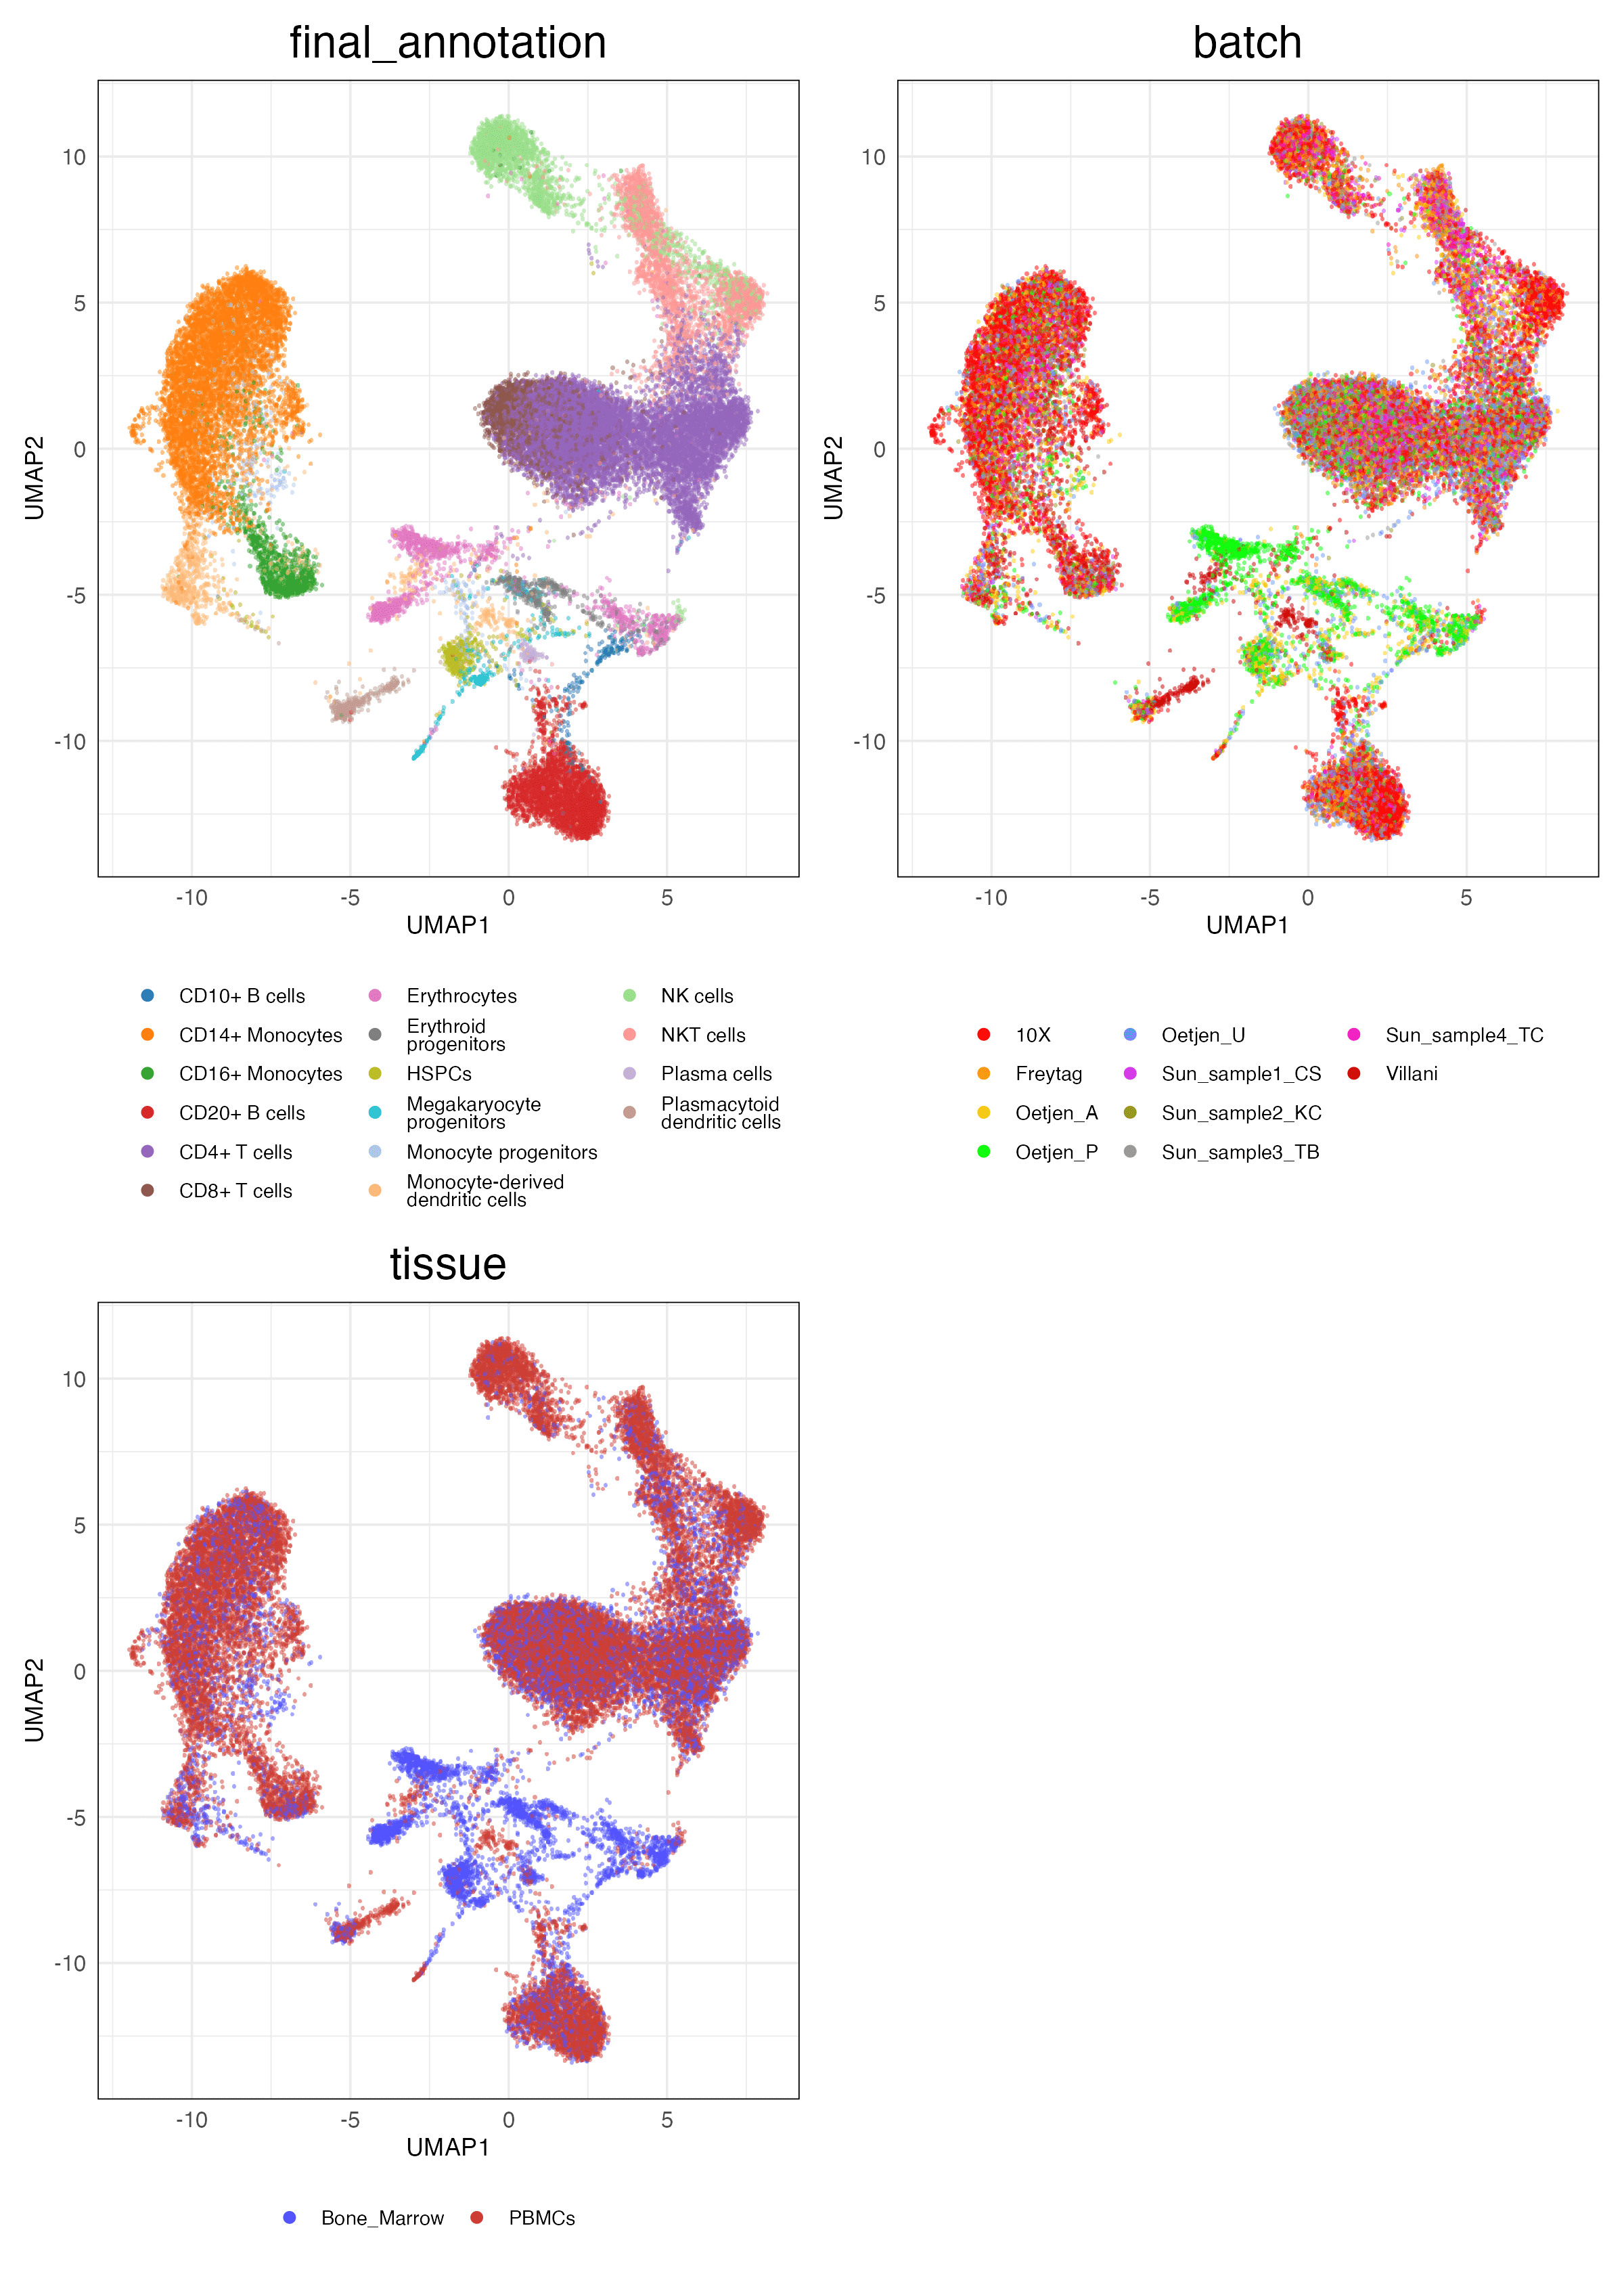 final_annotation
batch
10
5
0
-5
-10
UMAP2
-10
-5
0
5
UMAP1
10
5
0
-5
-10
UMAP2
-10
-5
0
5
UMAP1
CD10+ B cells
CD14+ Monocytes
CD16+ Monocytes
CD20+ B cells
CD4+ T cells
CD8+ T cells
Erythrocytes
Erythroid
progenitors
HSPCs
Megakaryocyte
progenitors
Monocyte progenitors
Monocyte-derived
dendritic cells
NK cells
NKT cells
Plasma cells
Plasmacytoid
dendritic cells
10X
Freytag
Oetjen_A
Oetjen_P
Oetjen_U
Sun_sample1_CS
Sun_sample2_KC
Sun_sample3_TB
Sun_sample4_TC
Villani
tissue
10
5
0
-5
-10
UMAP2
-10
-5
0
5
UMAP1
Bone_Marrow
PBMCs